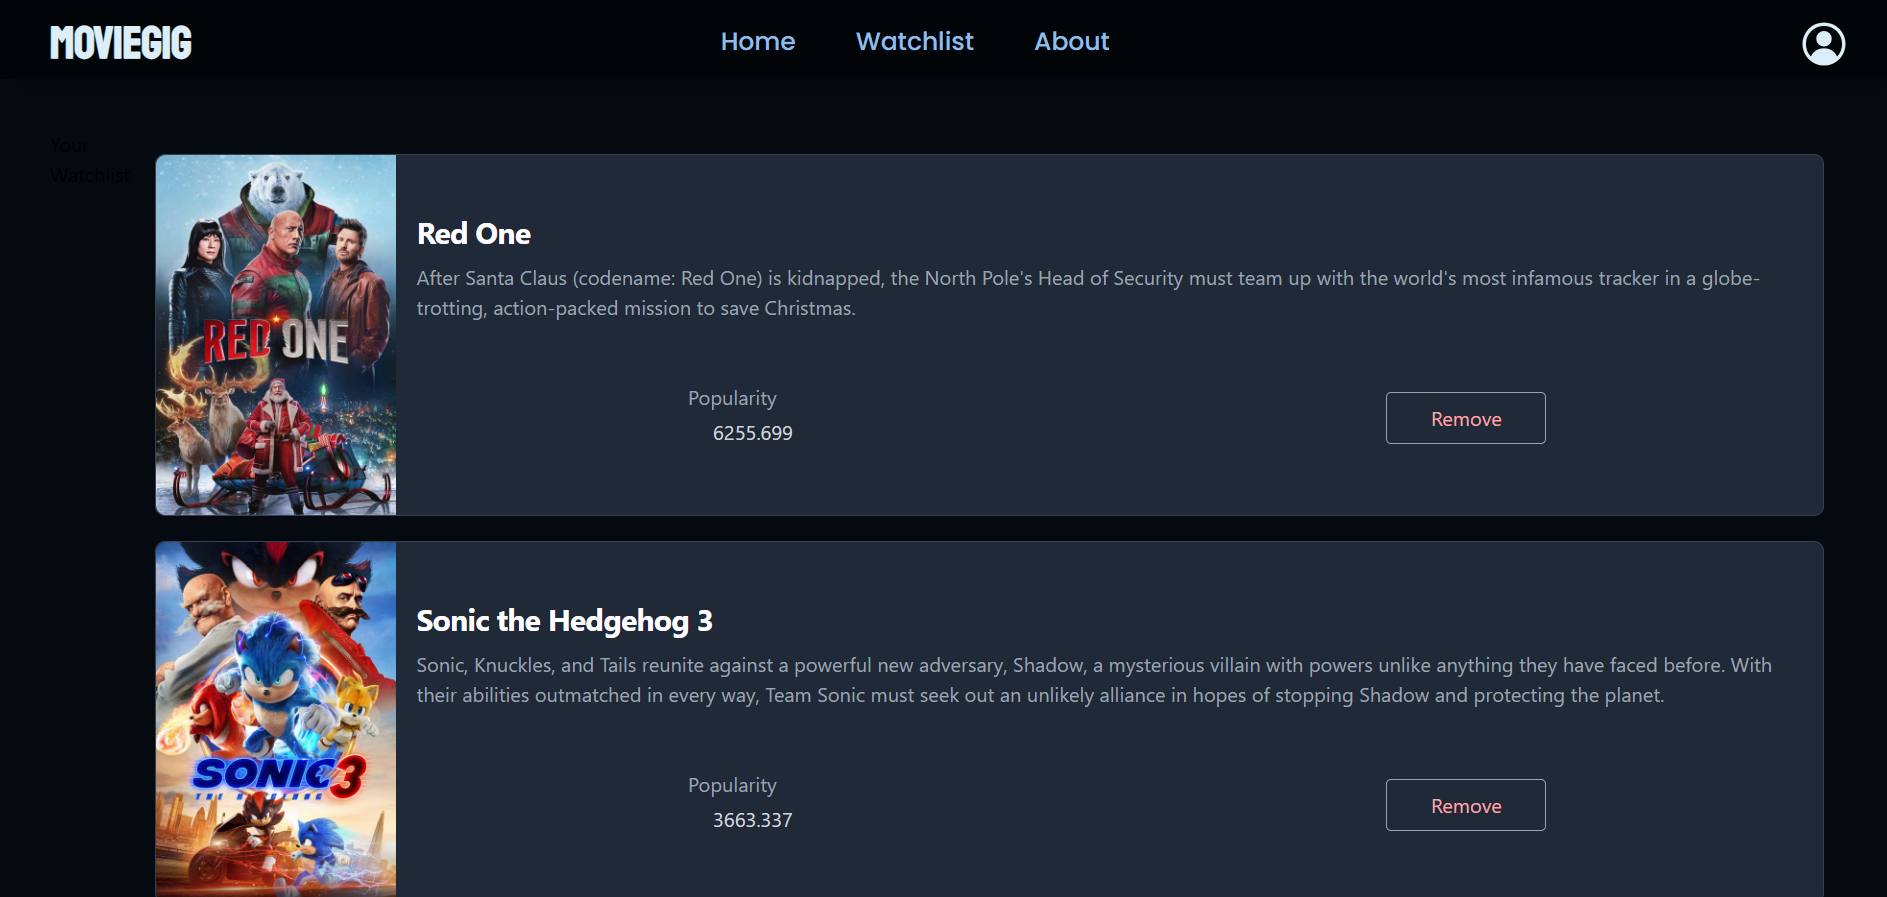 MOVIEGIG
Home
Watchlist
About
Your
Watchlist
RED ONE
Red One
After Santa Claus (codename: Red One) is kidnapped, the North Pole's Head of Security must team up with the world's most infamous tracker in a globe-
trotting, action-packed mission to save Christmas.
Popularity
6255.699
Remove
SONIC 3
THE HEDGEHOG
Sonic the Hedgehog 3
Sonic, Knuckles, and Tails reunite against a powerful new adversary, Shadow, a mysterious villain with powers unlike anything they have faced before. With
their abilities outmatched in every way, Team Sonic must seek out an unlikely alliance in hopes of stopping Shadow and protecting the planet.
Popularity
3663.337
Remove